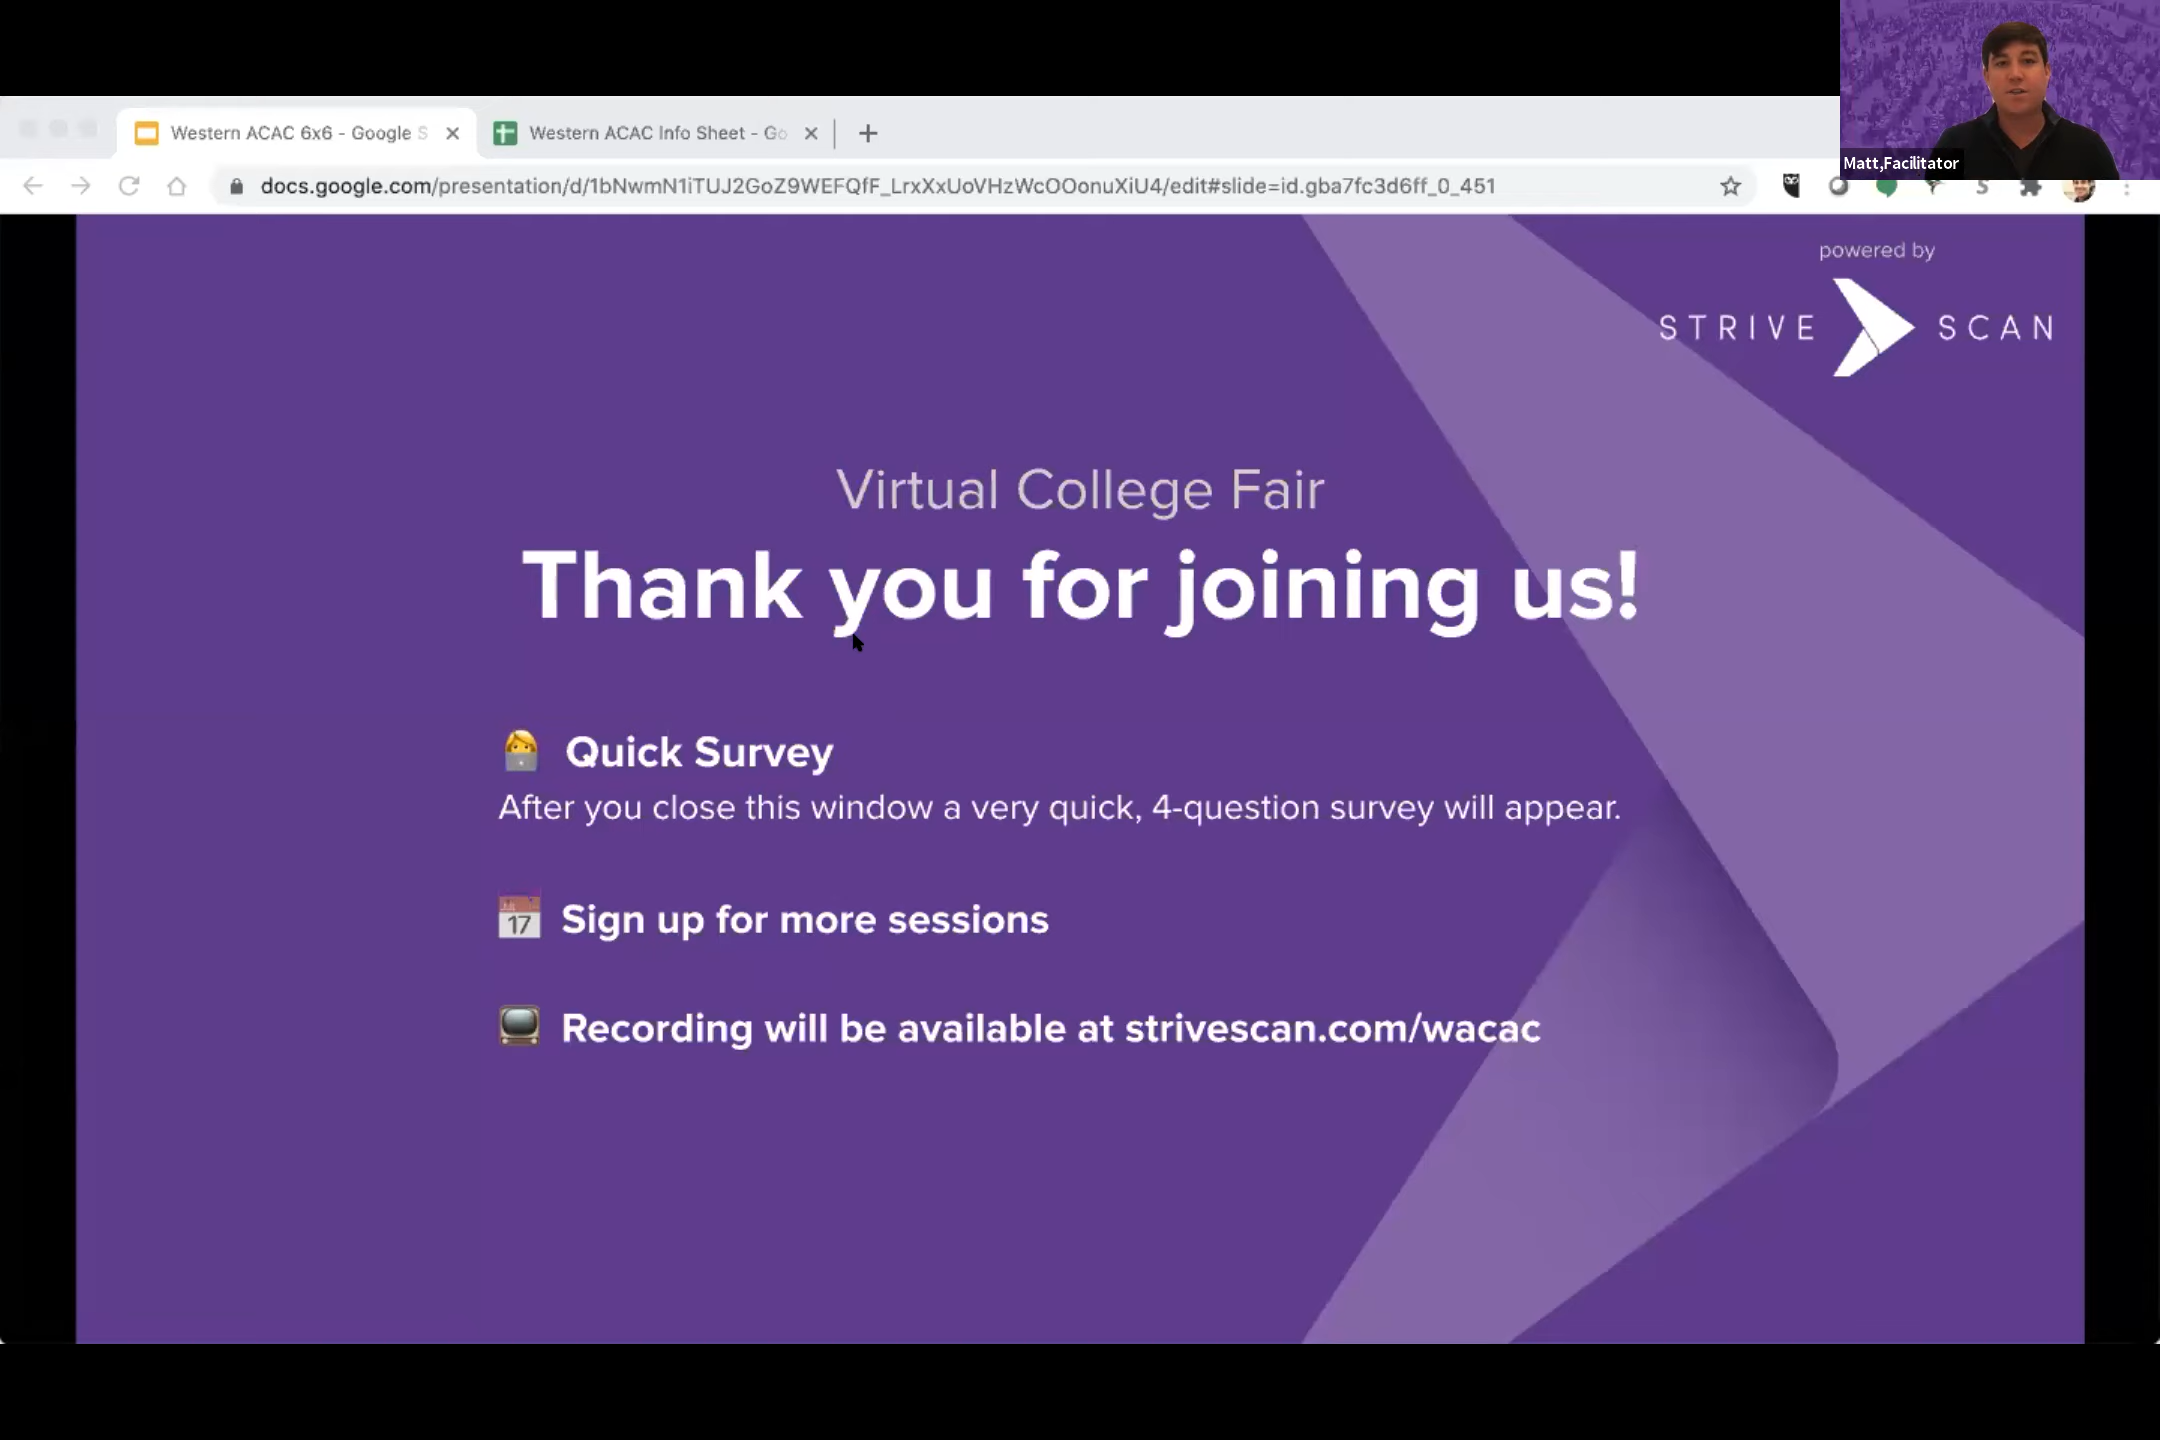 Western ACAC 6x6 - Google S
Western ACAC Info Sheet - Go
docs.google.com/presentation/d/1bNwmN1iTUJ2GoZ9WEFQfF_LrxXxUoVHzWcOOonuXiU4/edit#slide=id.gba7fc3d6ff_0_451
Matt,Facilitator
powered by
STRIVE SCAN
Virtual College Fair
Thank you for joining us!
Quick Survey
After you close this window a very quick, 4-question survey will appear.
17 Sign up for more sessions
Recording will be available at strivescan.com/wacac